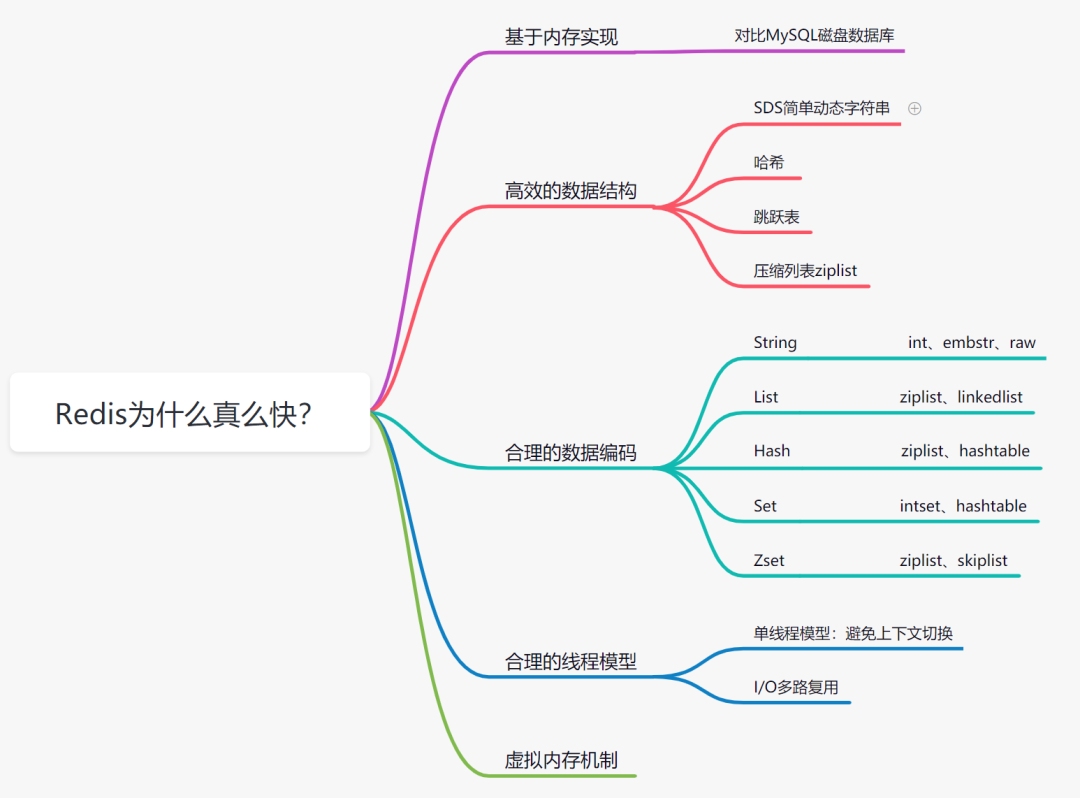 Redis为什么真么快？
基于内存实现
对比MySQL磁盘数据库
高效的数据结构
SDS简单动态字符串
哈希
跳跃表
压缩列表ziplist
合理的数据编码
String int、embstr、raw
List ziplist、linkedlist
Hash ziplist、hashtable
Set intset、hashtable
Zset ziplist、skiplist
合理的线程模型
单线程模型：避免上下文切换
I/O多路复用
虚拟内存机制